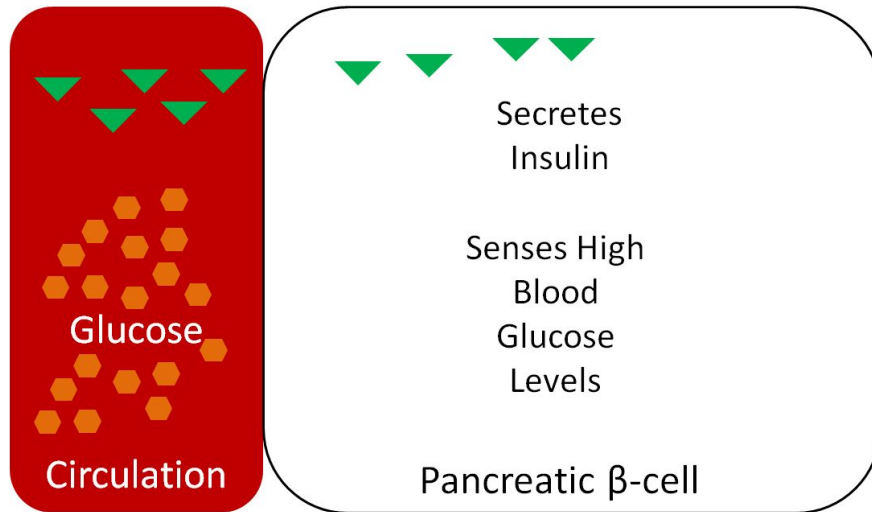 Glucose
Circulation
Secretes
Insulin
Senses High
Blood
Glucose
Levels
Pancreatic β-cell